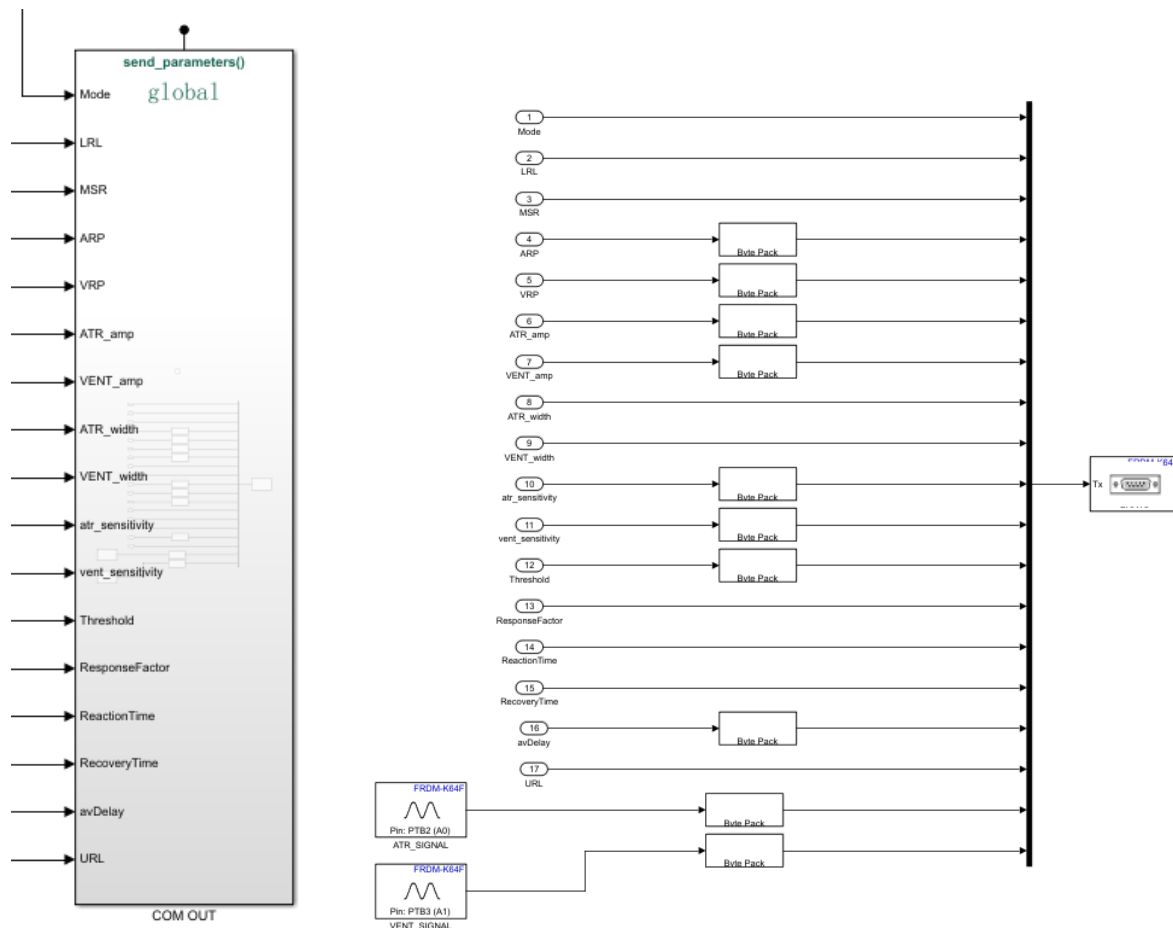 send_parameters()
global
Mode
LRL
MSR
ARP
VRP
ATR_amp
VENT_amp
ATR_width
VENT_width
atr_sensitivity
vent_sensitivity
Threshold
ResponseFactor
ReactionTime
RecoveryTime
avDelay
URL
COM OUT
1
Mode
2
LRL
3
MSR
4
ARP
Byte Pack
5
VRP
Byte Pack
6
ATR_amp
Byte Pack
7
VENT_amp
Byte Pack
8
ATR_width
9
VENT_width
10
atr_sensitivity
Byte Pack
11
vent_sensitivity
Byte Pack
12
Threshold
Byte Pack
13
ResponseFactor
14
ReactionTime
15
RecoveryTime
16
avDelay
Byte Pack
17
URL
FRDM-K64F
Pin: PTB2 (A0)
ATR_SIGNAL
Byte Pack
FRDM-K64F
Pin: PTB3 (A1)
VENT_SIGNAL
Byte Pack
Tx